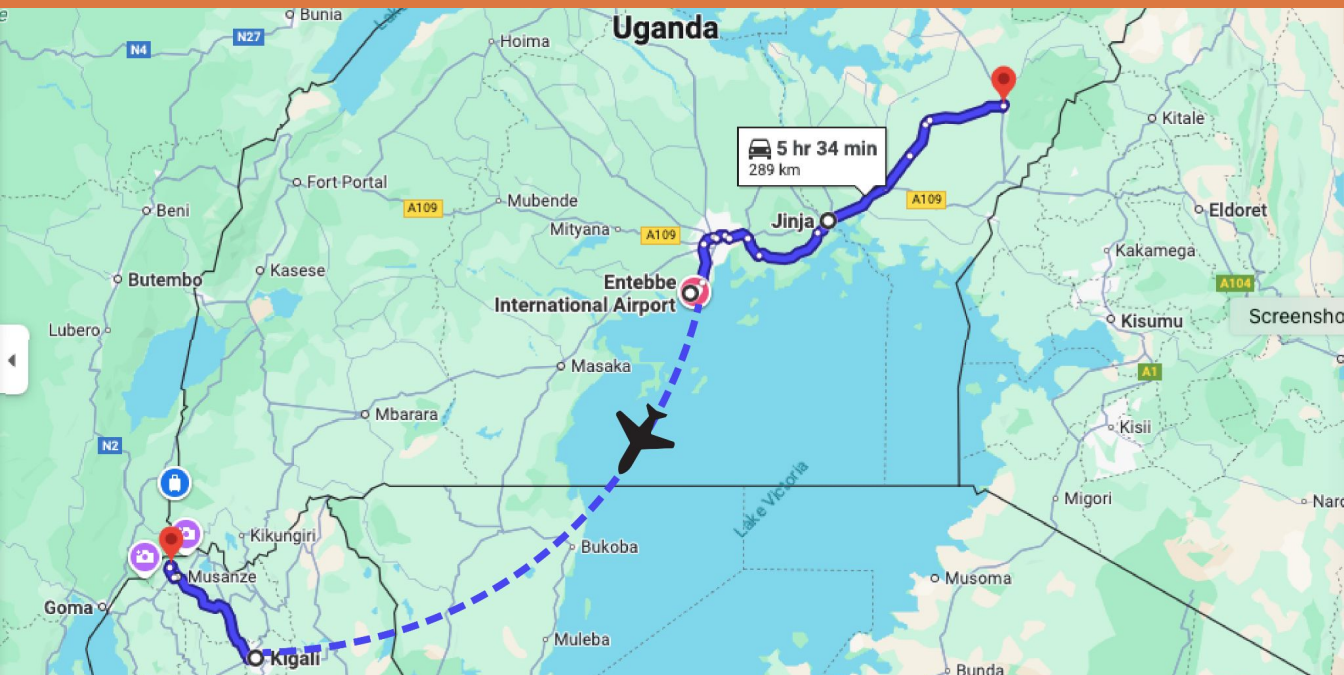 Bunia
Uganda
N27
N4
Hoima
Kitale
5 hr 34 min
289 km
Fort Portal
Beni
A109
Mubende
A109
Eldoret
Jinja
Mityana
A109
Kakamega
Kasese
Butembo
Entebbe
International Airport
A104
Lubero
Kisumu
Screensho
Masaka
A1
Mbarara
Kisii
N2
Lake Victoria
Migori
Narc
Kikungiri
Bukoba
Musanze
Musoma
Goma
Muleba
Kigali
Bunda